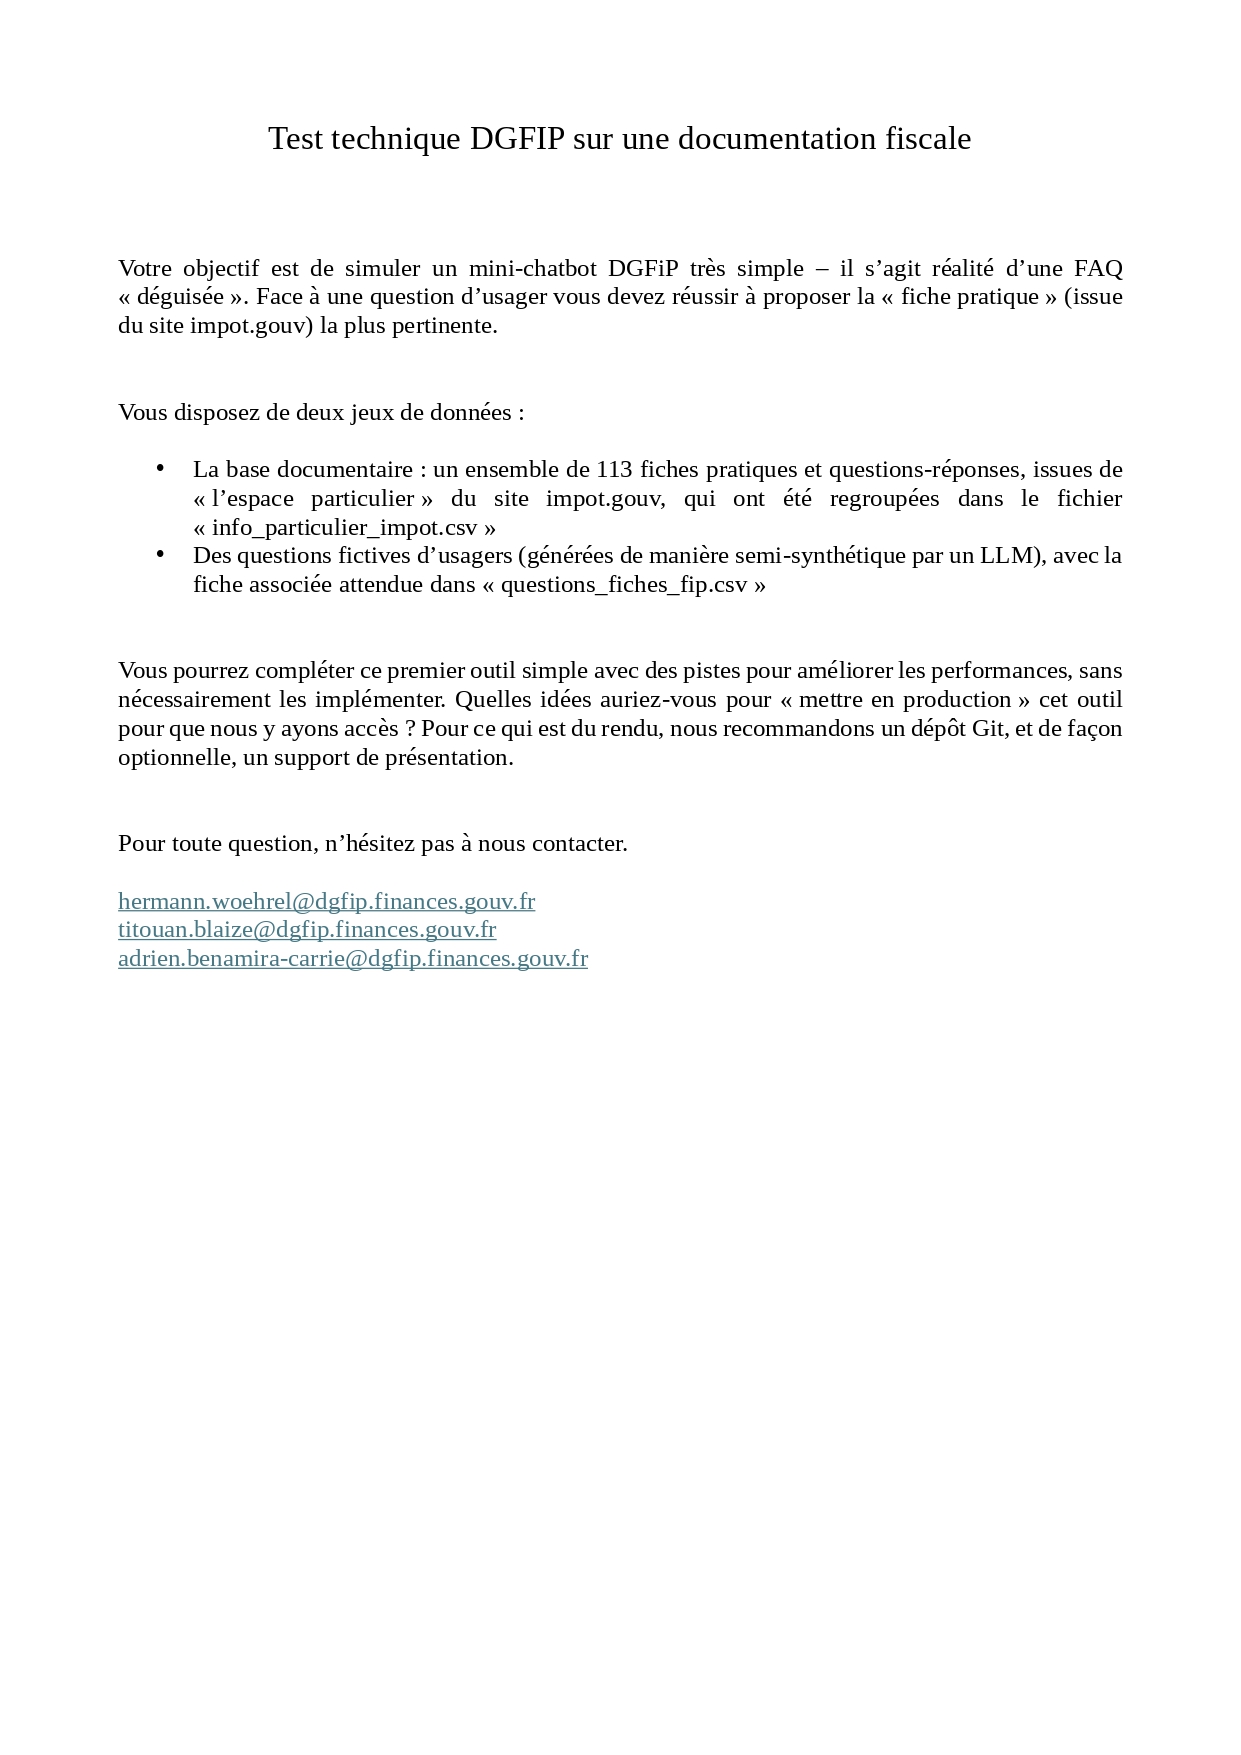 Test technique DGFIP sur une documentation fiscale
Votre objectif est de simuler un mini-chatbot DGFiP très simple – il s’agit réalité d’une FAQ
« déguisée ». Face à une question d’usager vous devez réussir à proposer la « fiche pratique » (issue
du site impot.gouv) la plus pertinente.
Vous disposez de deux jeux de données :
• La base documentaire : un ensemble de 113 fiches pratiques et questions-réponses, issues de
« l’espace particulier » du site impot.gouv, qui ont été regroupées dans le fichier
« info_particulier_impot.csv »
• Des questions fictives d’usagers (générées de manière semi-synthétique par un LLM), avec la
fiche associée attendue dans « questions_fiches_fip.csv »
Vous pourrez compléter ce premier outil simple avec des pistes pour améliorer les performances, sans
nécessairement les implémenter. Quelles idées auriez-vous pour « mettre en production » cet outil
pour que nous y ayons accès ? Pour ce qui est du rendu, nous recommandons un dépôt Git, et de façon
optionnelle, un support de présentation.
Pour toute question, n’hésitez pas à nous contacter.
hermann.woehrel@dgfip.finances.gouv.fr
titouan.blaize@dgfip.finances.gouv.fr
adrien.benamira-carrie@dgfip.finances.gouv.fr